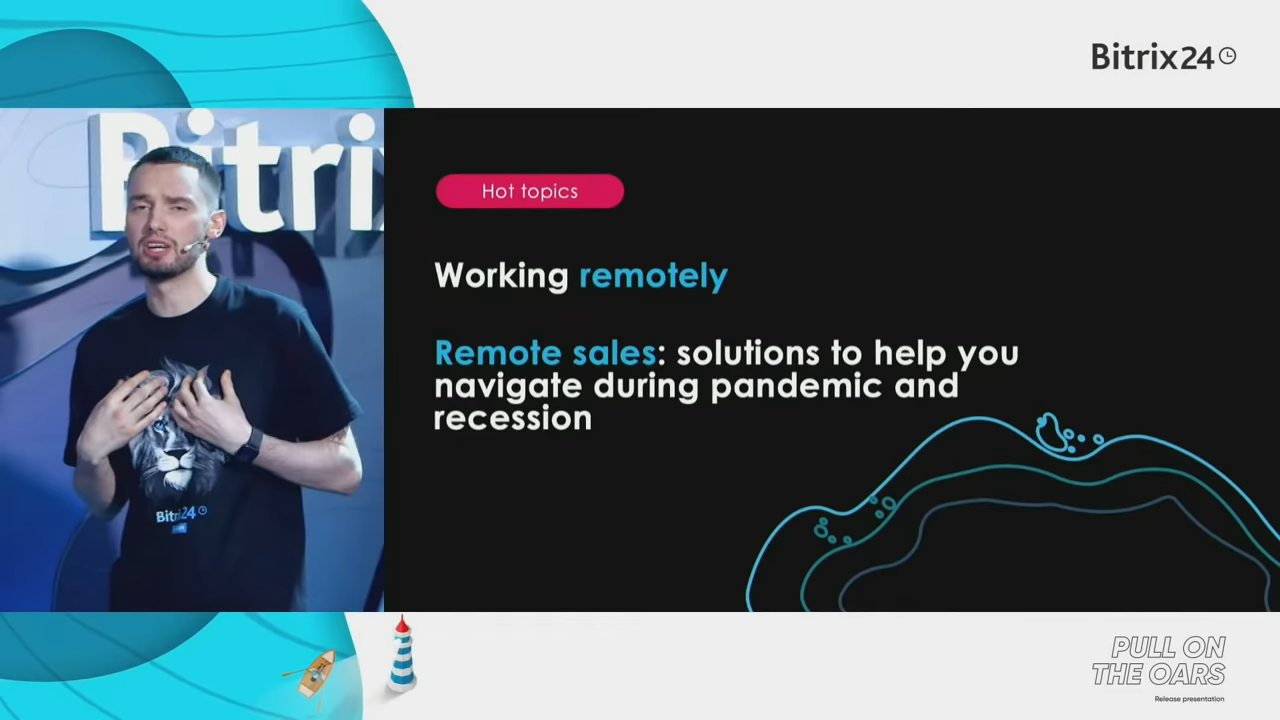 Bitrix24
Bitrix
Hot topics
Working remotely
Remote sales: solutions to help you
navigate during pandemic and
recession
Bitrix24
PULL ON
THE OARS
Release presentation